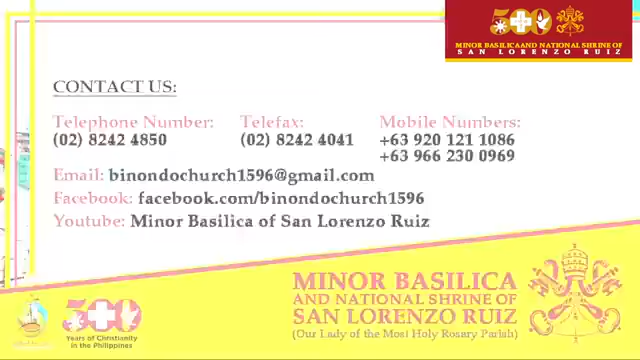 500
MINOR BASILICA AND NATIONAL SHRINE OF
SAN LORENZO RUIZ
CONTACT US:
Telephone Number: Telefax: Mobile Numbers:
(02) 8242 4850 (02) 8242 4041 +63 920 121 1086
+63 966 230 0969
Email: binondochurch1596@gmail.com
Facebook: facebook.com/binondochurch1596
Youtube: Minor Basilica of San Lorenzo Ruiz
MINOR BASILICA
AND NATIONAL SHRINE OF
SAN LORENZO RUIZ
(Our Lady of the Most Holy Rosary Parish)
500
Years of Christianity
in the Philippines